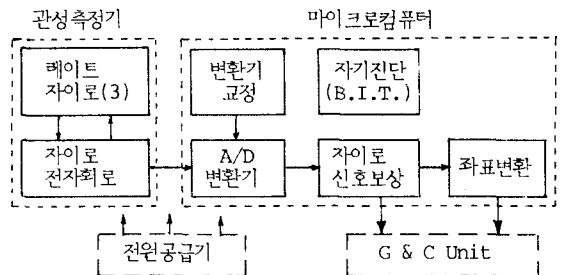 관성측정기
마이크로컴퓨터
레이트
자이로(3)
변환기
교정
자기진단
(B.I.T.)
자이로
전자회로
A/D
변환기
자이로
신호보상
좌표변환
전원공급기
G & C Unit